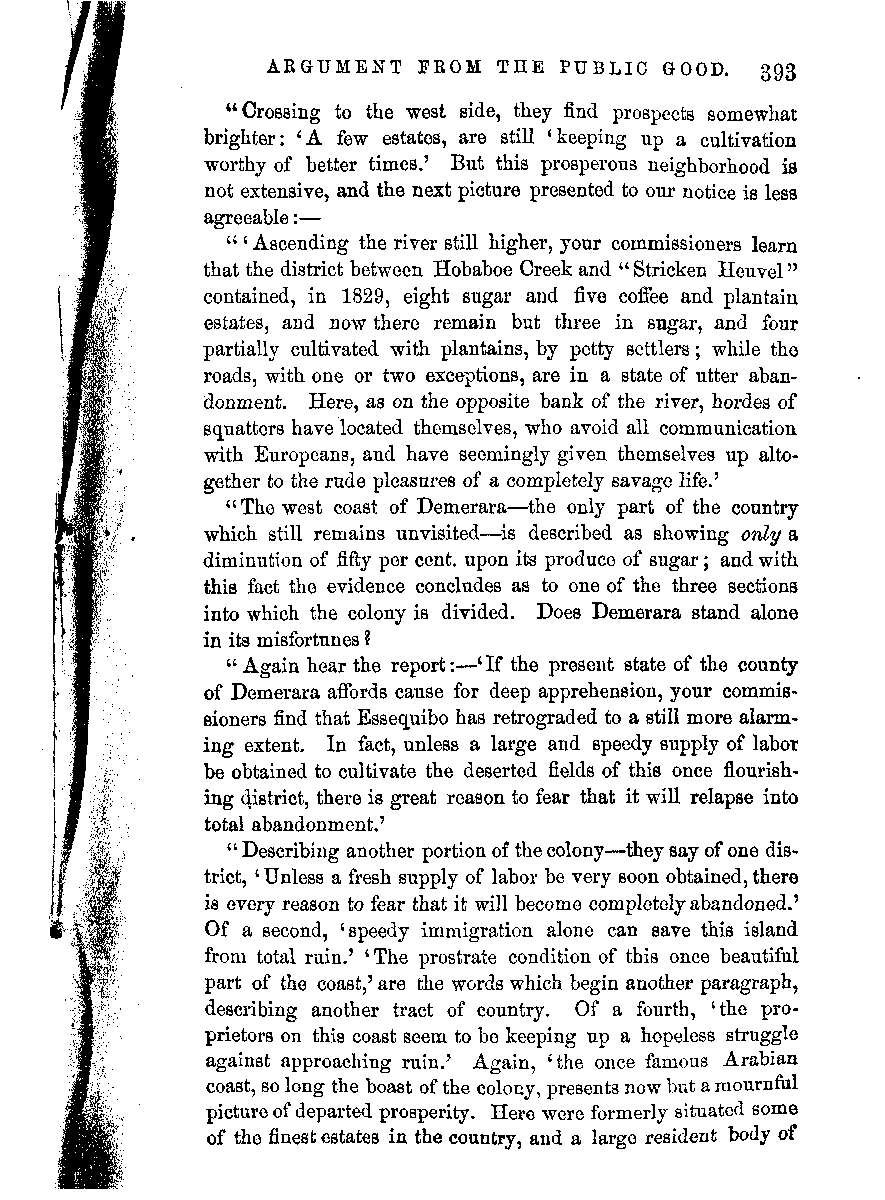 ARGUMENT FROM THE PUBLIC GOOD. 393
"Crossing to the west side, they find prospects somewhat
brighter: 'A few estates, are still 'keeping up a cultivation
worthy of better times.' But this prosperous neighborhood is
not extensive, and the next picture presented to our notice is less
agreeable:—
"'Ascending the river still higher, your commissioners learn
that the district between Hobaboe Creek and "Stricken Heuvel"
contained, in 1829, eight sugar and five coffee and plantain
estates, and now there remain but three in sugar, and four
partially cultivated with plantains, by petty settlers; while the
roads, with one or two exceptions, are in a state of utter aban-
donment. Here, as on the opposite bank of the river, hordes of
squatters have located themselves, who avoid all communication
with Europeans, and have seemingly given themselves up alto-
gether to the rude pleasures of a completely savage life.'
"The west coast of Demerara—the only part of the country
which still remains unvisited—is described as showing only a
diminution of fifty per cent. upon its produce of sugar; and with
this fact the evidence concludes as to one of the three sections
into which the colony is divided. Does Demerara stand alone
in its misfortunes?
"Again hear the report:—'If the present state of the county
of Demerara affords cause for deep apprehension, your commis-
sioners find that Essequibo has retrograded to a still more alarm-
ing extent. In fact, unless a large and speedy supply of labor
be obtained to cultivate the deserted fields of this once flourish-
ing district, there is great reason to fear that it will relapse into
total abandonment.'
"Describing another portion of the colony—they say of one dis-
trict, 'Unless a fresh supply of labor be very soon obtained, there
is every reason to fear that it will become completely abandoned.'
Of a second, 'speedy immigration alone can save this island
from total ruin.' 'The prostrate condition of this once beautiful
part of the coast,' are the words which begin another paragraph,
describing another tract of country. Of a fourth, 'the pro-
prietors on this coast seem to be keeping up a hopeless struggle
against approaching ruin.' Again, 'the once famous Arabian
coast, so long the boast of the colony, presents now but a mournful
picture of departed prosperity. Here were formerly situated some
of the finest estates in the country, and a large resident body of